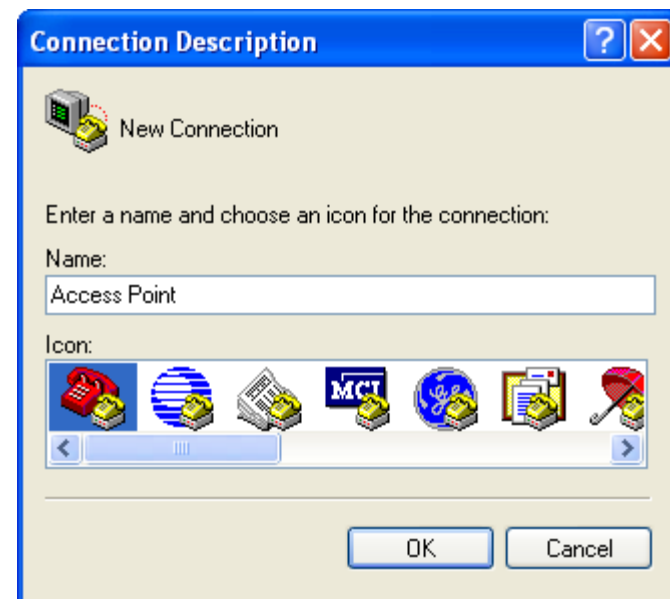 Connection Description
New Connection
Enter a name and choose an icon for the connection:
Name:
Access Point
Icon:
MCI
OK Cancel